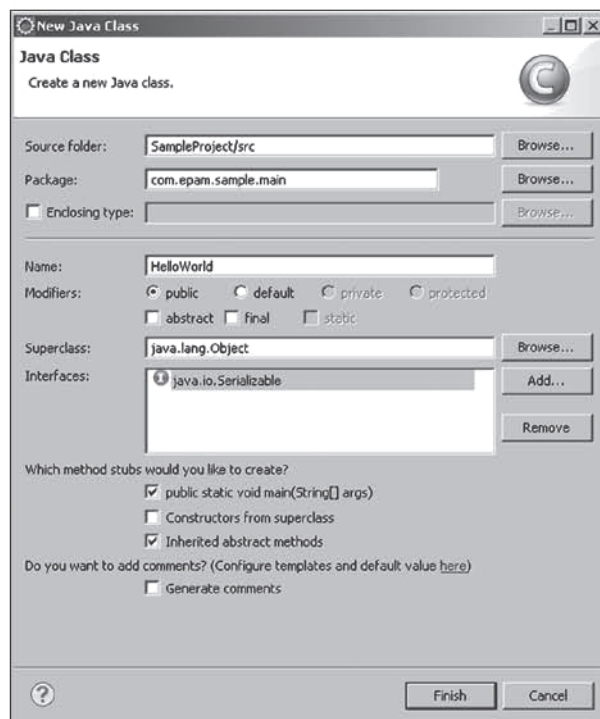 New Java Class
Java Class
Create a new Java class.
C
Source folder: SampleProject/src Browse...
Package: com.epam.sample.main Browse...
Enclosing type: Browse...
Name: HelloWorld
Modifiers: public default private protected
abstract final static
Superclass: java.lang.Object Browse...
Interfaces: I java.io.Serializable Add...
Remove
Which method stubs would you like to create?
public static void main(String[] args)
Constructors from superclass
Inherited abstract methods
Do you want to add comments? (Configure templates and default value here)
Generate comments
? Finish Cancel